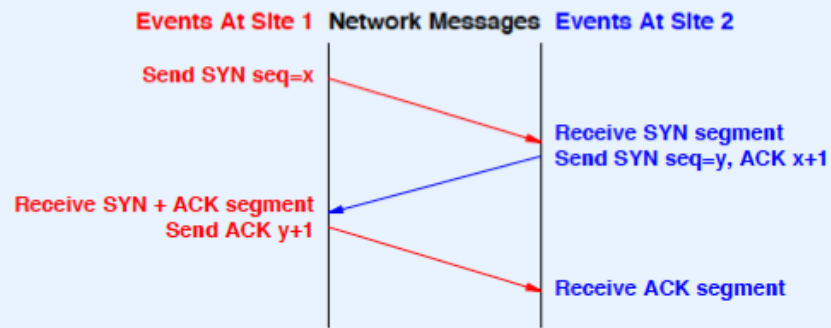 Events At Site 1 Network Messages Events At Site 2
Send SYN seq=x
Receive SYN segment
Send SYN seq=y, ACK x+1
Receive SYN + ACK segment
Send ACK y+1
Receive ACK segment